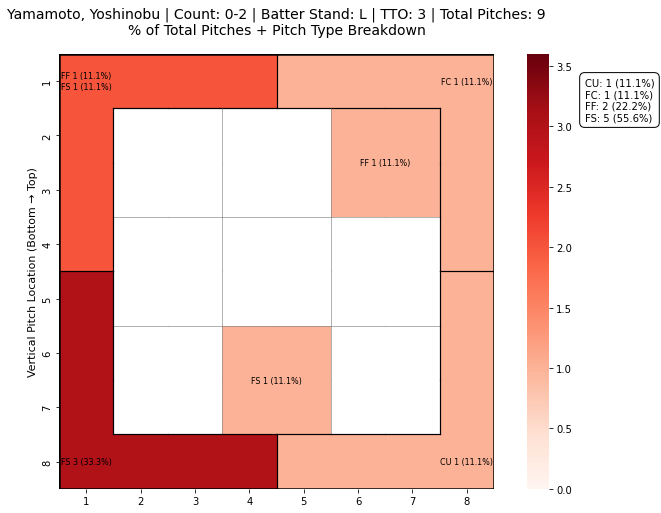 Yamamoto, Yoshinobu | Count: 0-2 | Batter Stand: L | TTO: 3 | Total Pitches: 9
% of Total Pitches + Pitch Type Breakdown
Vertical Pitch Location (Bottom → Top)
1
2
3
4
5
6
7
8
FF 1 (11.1%)
FS 1 (11.1%)
FC 1 (11.1%)
FF 1 (11.1%)
FS 1 (11.1%)
FS 3 (33.3%)
CU 1 (11.1%)
1
2
3
4
5
6
7
8
3.5
3.0
2.5
2.0
1.5
1.0
0.5
0.0
CU: 1 (11.1%)
FC: 1 (11.1%)
FF: 2 (22.2%)
FS: 5 (55.6%)